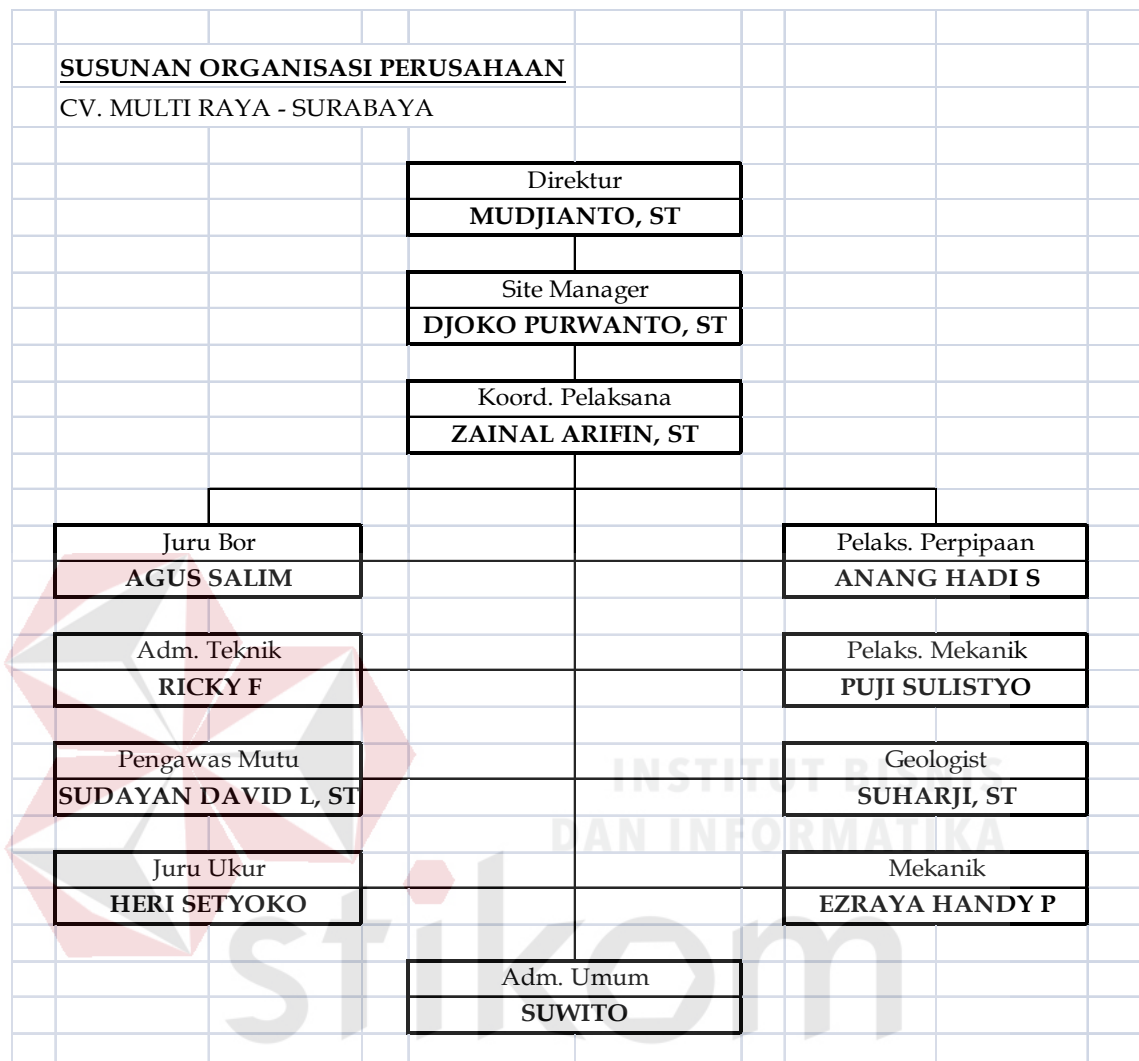 SUSUNAN ORGANISASI PERUSAHAAN
CV. MULTI RAYA - SURABAYA
Direktur
MUDJIANTO, ST
Site Manager
DJOKO PURWANTO, ST
Koord. Pelaksana
ZAINAL ARIFIN, ST
Juru Bor
AGUS SALIM
Pelaks. Perpipaan
ANANG HADI S
Adm. Teknik
RICKY F
Pelaks. Mekanik
PUJI SULISTYO
Pengawas Mutu
SUDAYAN DAVID L, ST
Geologist
SUHARJI, ST
Juru Ukur
HERI SETYOKO
Mekanik
EZRAYA HANDY P
Adm. Umum
SUWITO
INSTITUT BISNIS
DAN INFORMATIKA
stikom